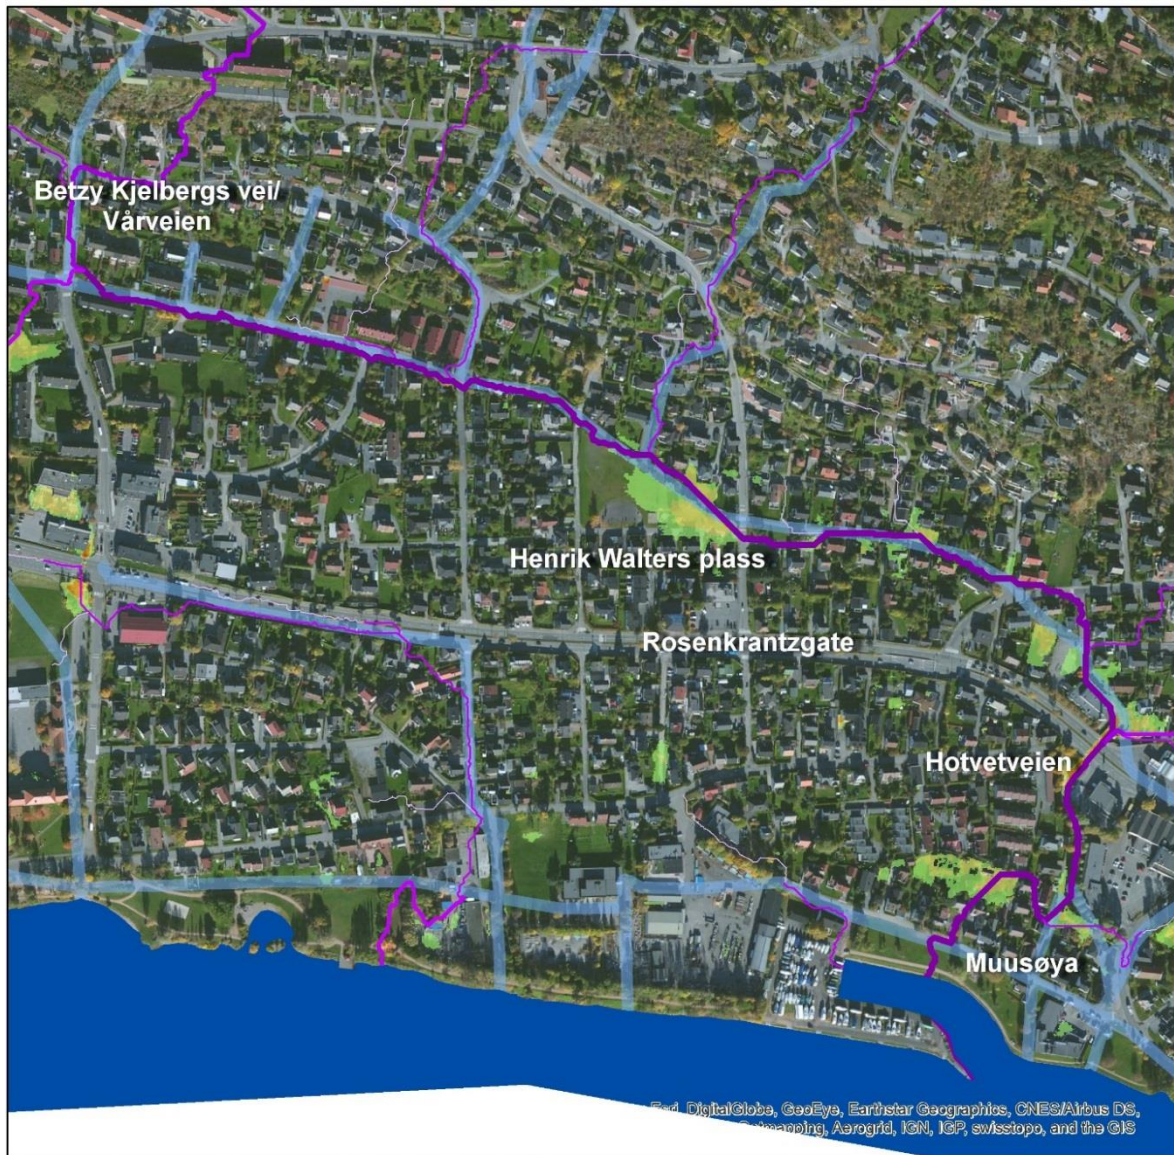 Betzy Kjelbergs vei/
Vårveien
Henrik Walters plass
Rosenkrantzgate
Hotvetveien
Muusøya
Esri, DigitalGlobe, GeoEye, Earthstar Geographics, CNES/Airbus DS,
Aerogrid, IGN, IGP, swisstopo, and the GIS